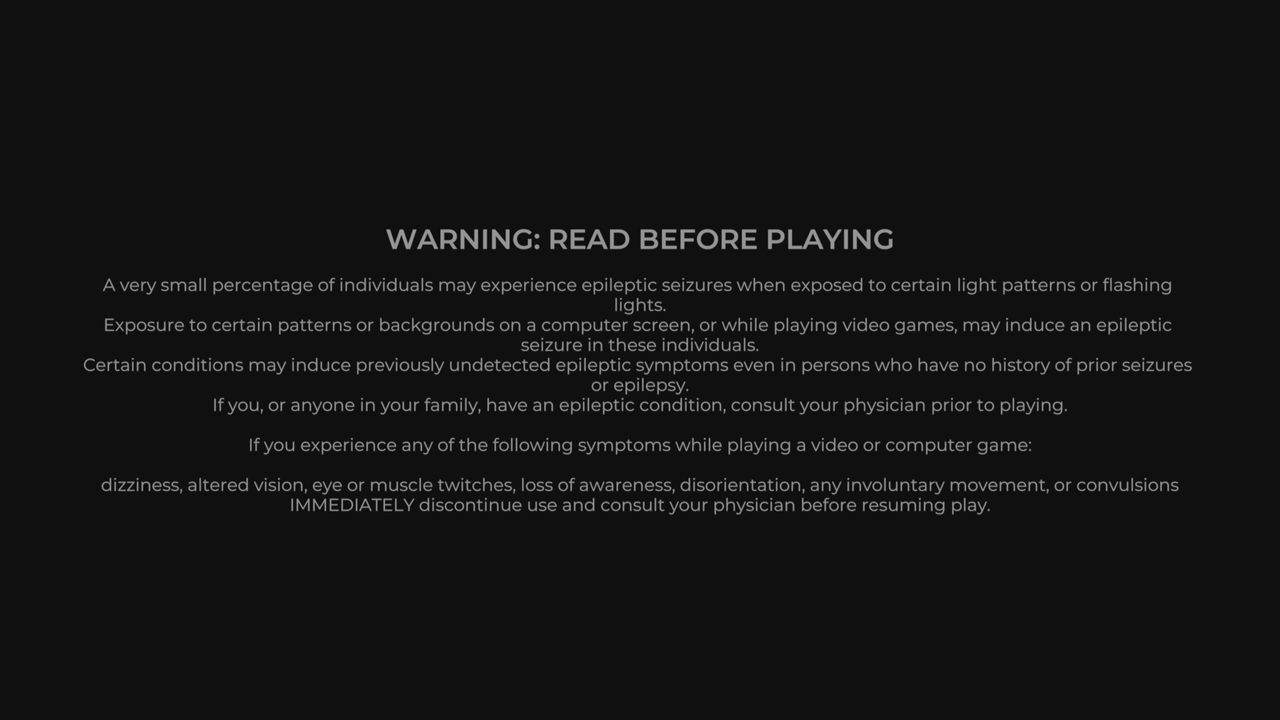 WARNING: READ BEFORE PLAYING
A very small percentage of individuals may experience epileptic seizures when exposed to certain light patterns or flashing
lights.
Exposure to certain patterns or backgrounds on a computer screen, or while playing video games, may induce an epileptic
seizure in these individuals.
Certain conditions may induce previously undetected epileptic symptoms even in persons who have no history of prior seizures
or epilepsy.
If you, or anyone in your family, have an epileptic condition, consult your physician prior to playing.
If you experience any of the following symptoms while playing a video or computer game:
dizziness, altered vision, eye or muscle twitches, loss of awareness, disorientation, any involuntary movement, or convulsions
IMMEDIATELY discontinue use and consult your physician before resuming play.